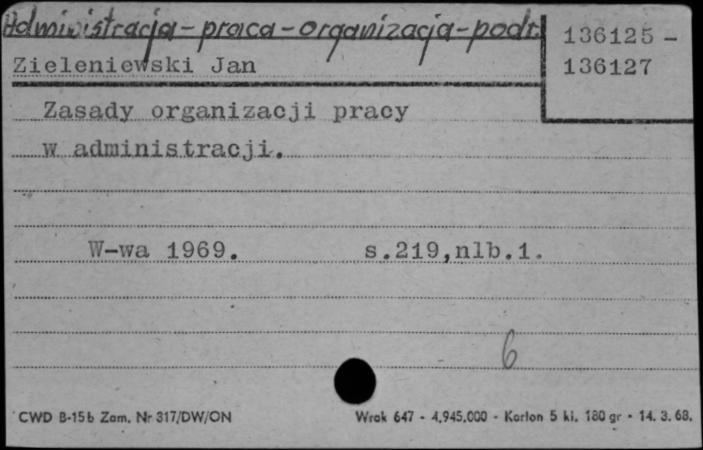 Administracja - praca - organizacja - podr.
136125 -
136127
Zieleniewski Jan
Zasady organizacji pracy
w administracji.
W-wa 1969. s.219,nlb.1.
6
CWD B-15b Zam. Nr 317/DW/ON Wrak 647 - 4,945.000 - Karton 5 kl. 180 gr - 14. 3. 68.